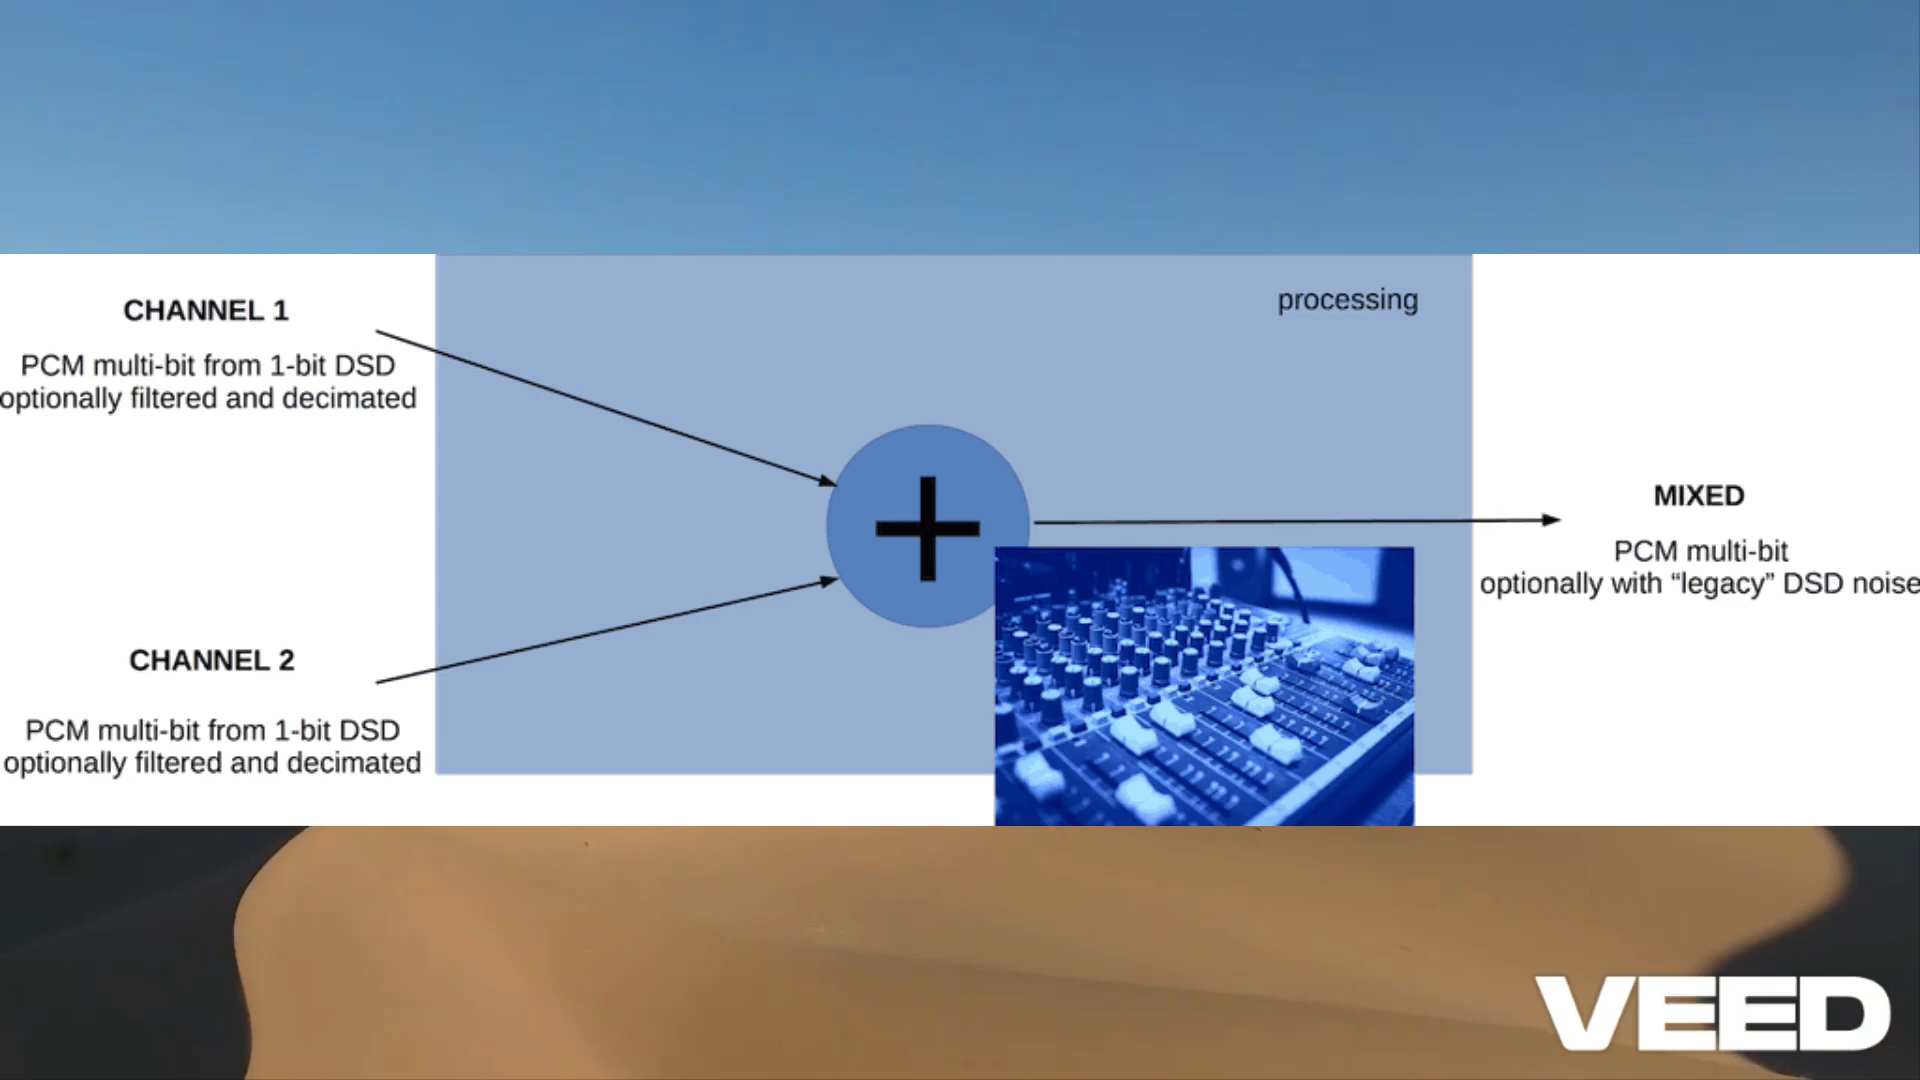 processing
CHANNEL 1
PCM multi-bit from 1-bit DSD
optionally filtered and decimated
MIXED
PCM multi-bit
optionally with “legacy” DSD noise
CHANNEL 2
PCM multi-bit from 1-bit DSD
optionally filtered and decimated
VEED